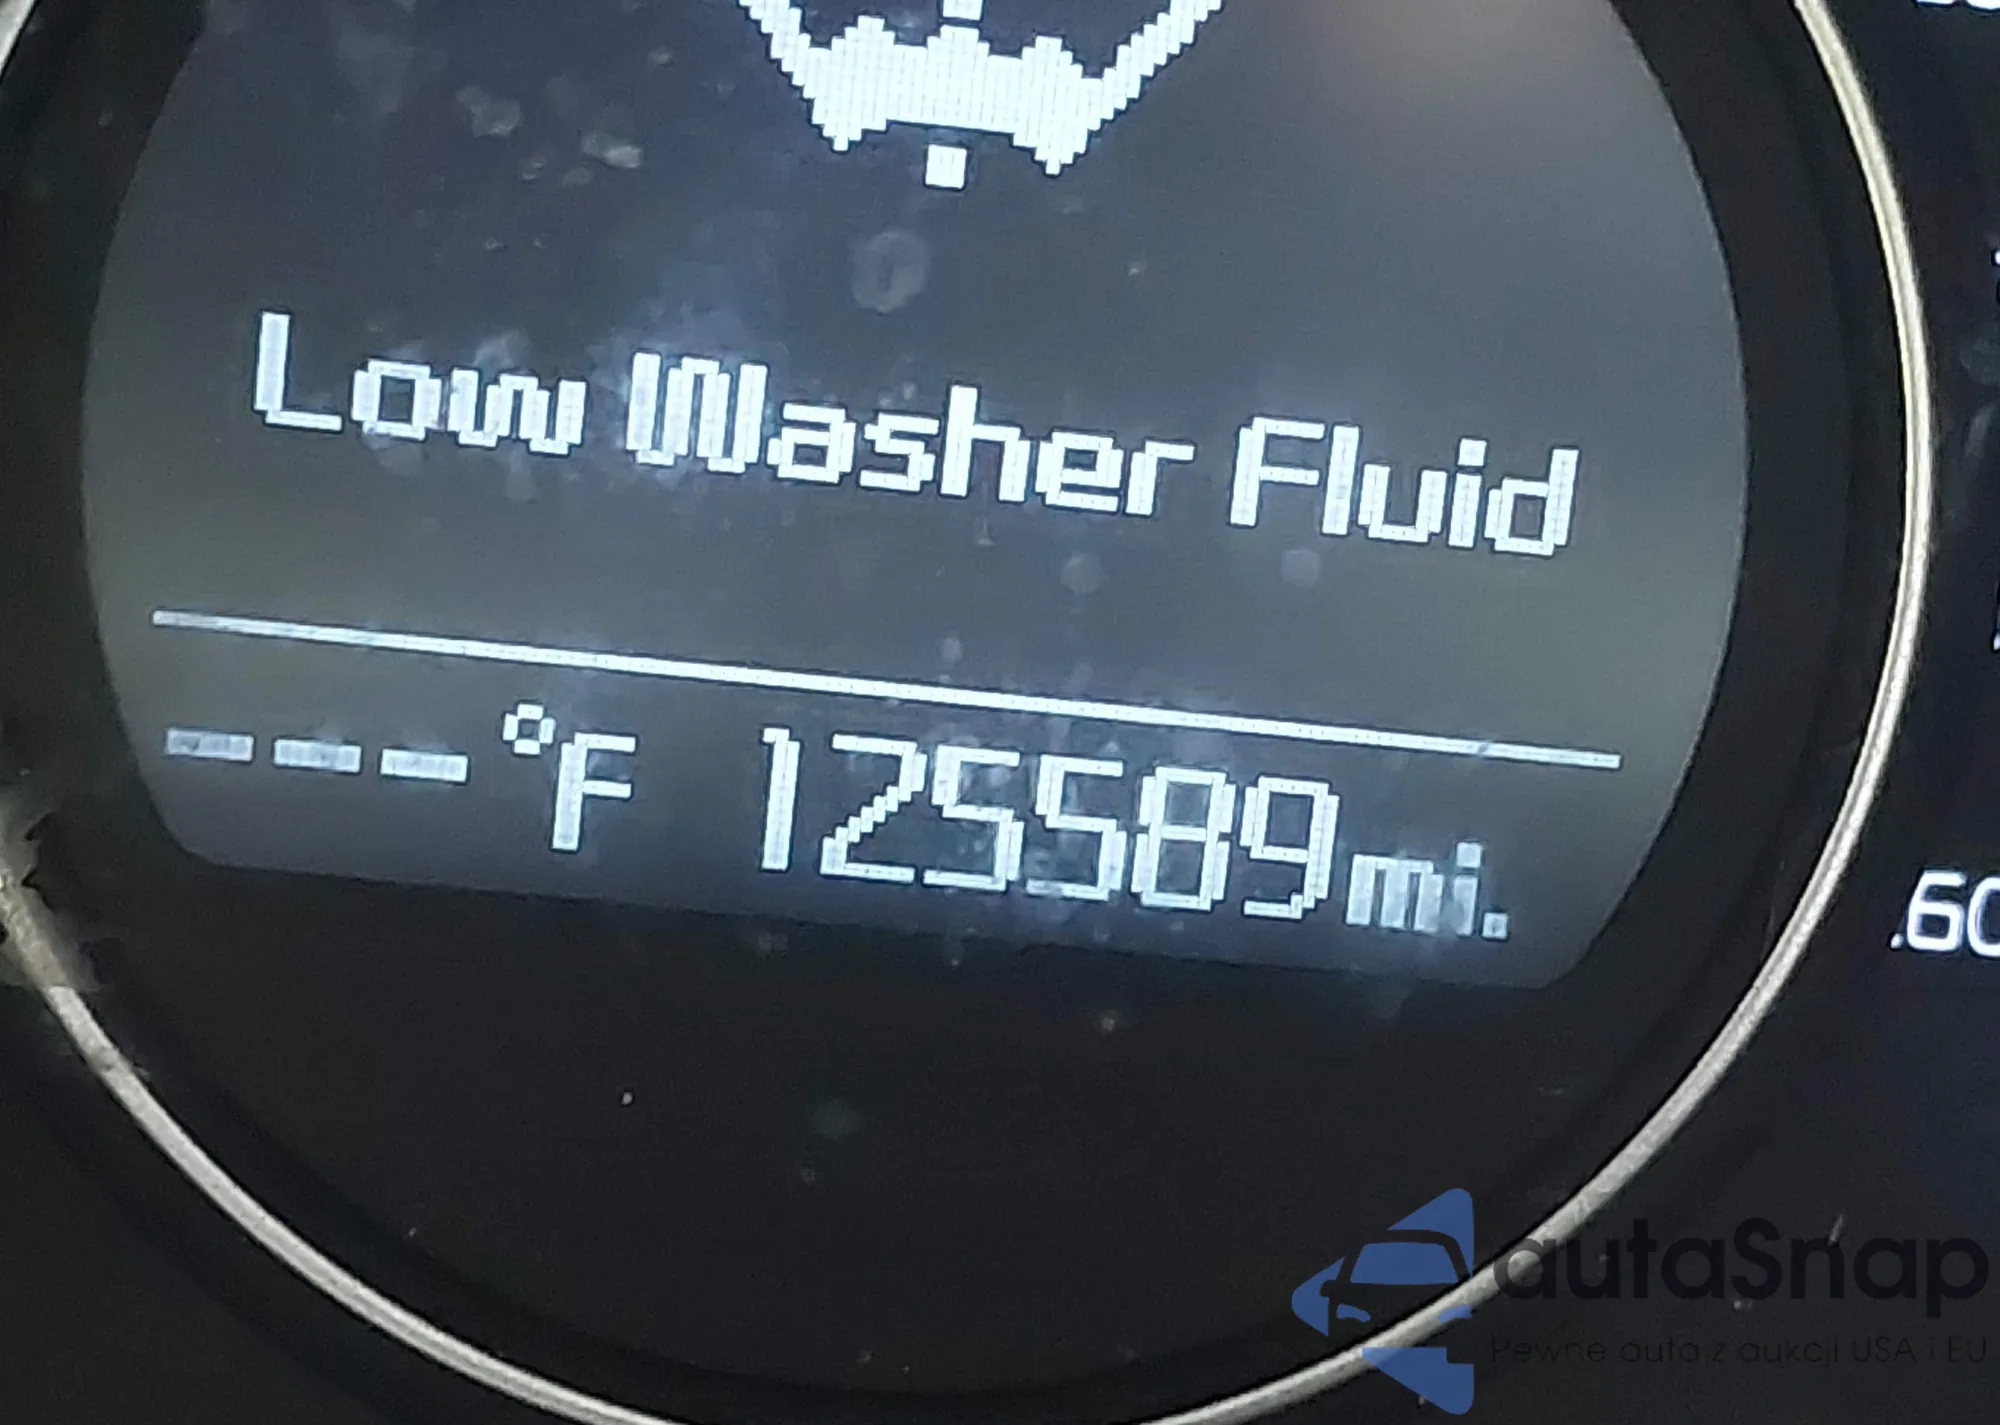 Low Washer Fluid
---°F 125589mi.
.60
autaSnap
Pewne auta z aukcji USA i EU